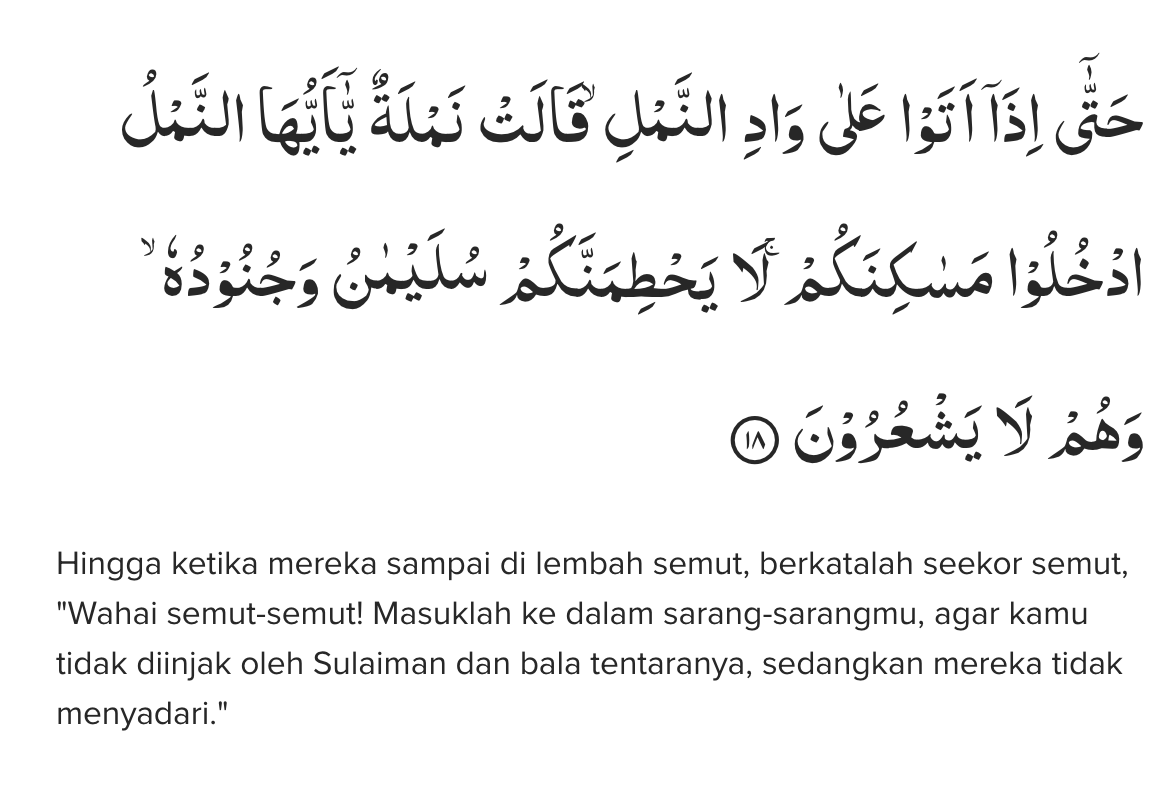 حَتّٰٓى اِذَآ اَتَوْا عَلٰى وَادِ النَّمْلِۙ قَالَتْ نَمْلَةٌ يّٰٓاَيُّهَا النَّمْلُ
ادْخُلُوْا مَسٰكِنَكُمْۚ لَا يَحْطِمَنَّكُمْ سُلَيْمٰنُ وَجُنُوْدُهٗۙ
وَهُمْ لَا يَشْعُرُوْنَ ١٨
Hingga ketika mereka sampai di lembah semut, berkatalah seekor semut,
"Wahai semut-semut! Masuklah ke dalam sarang-sarangmu, agar kamu
tidak diinjak oleh Sulaiman dan bala tentaranya, sedangkan mereka tidak
menyadari."